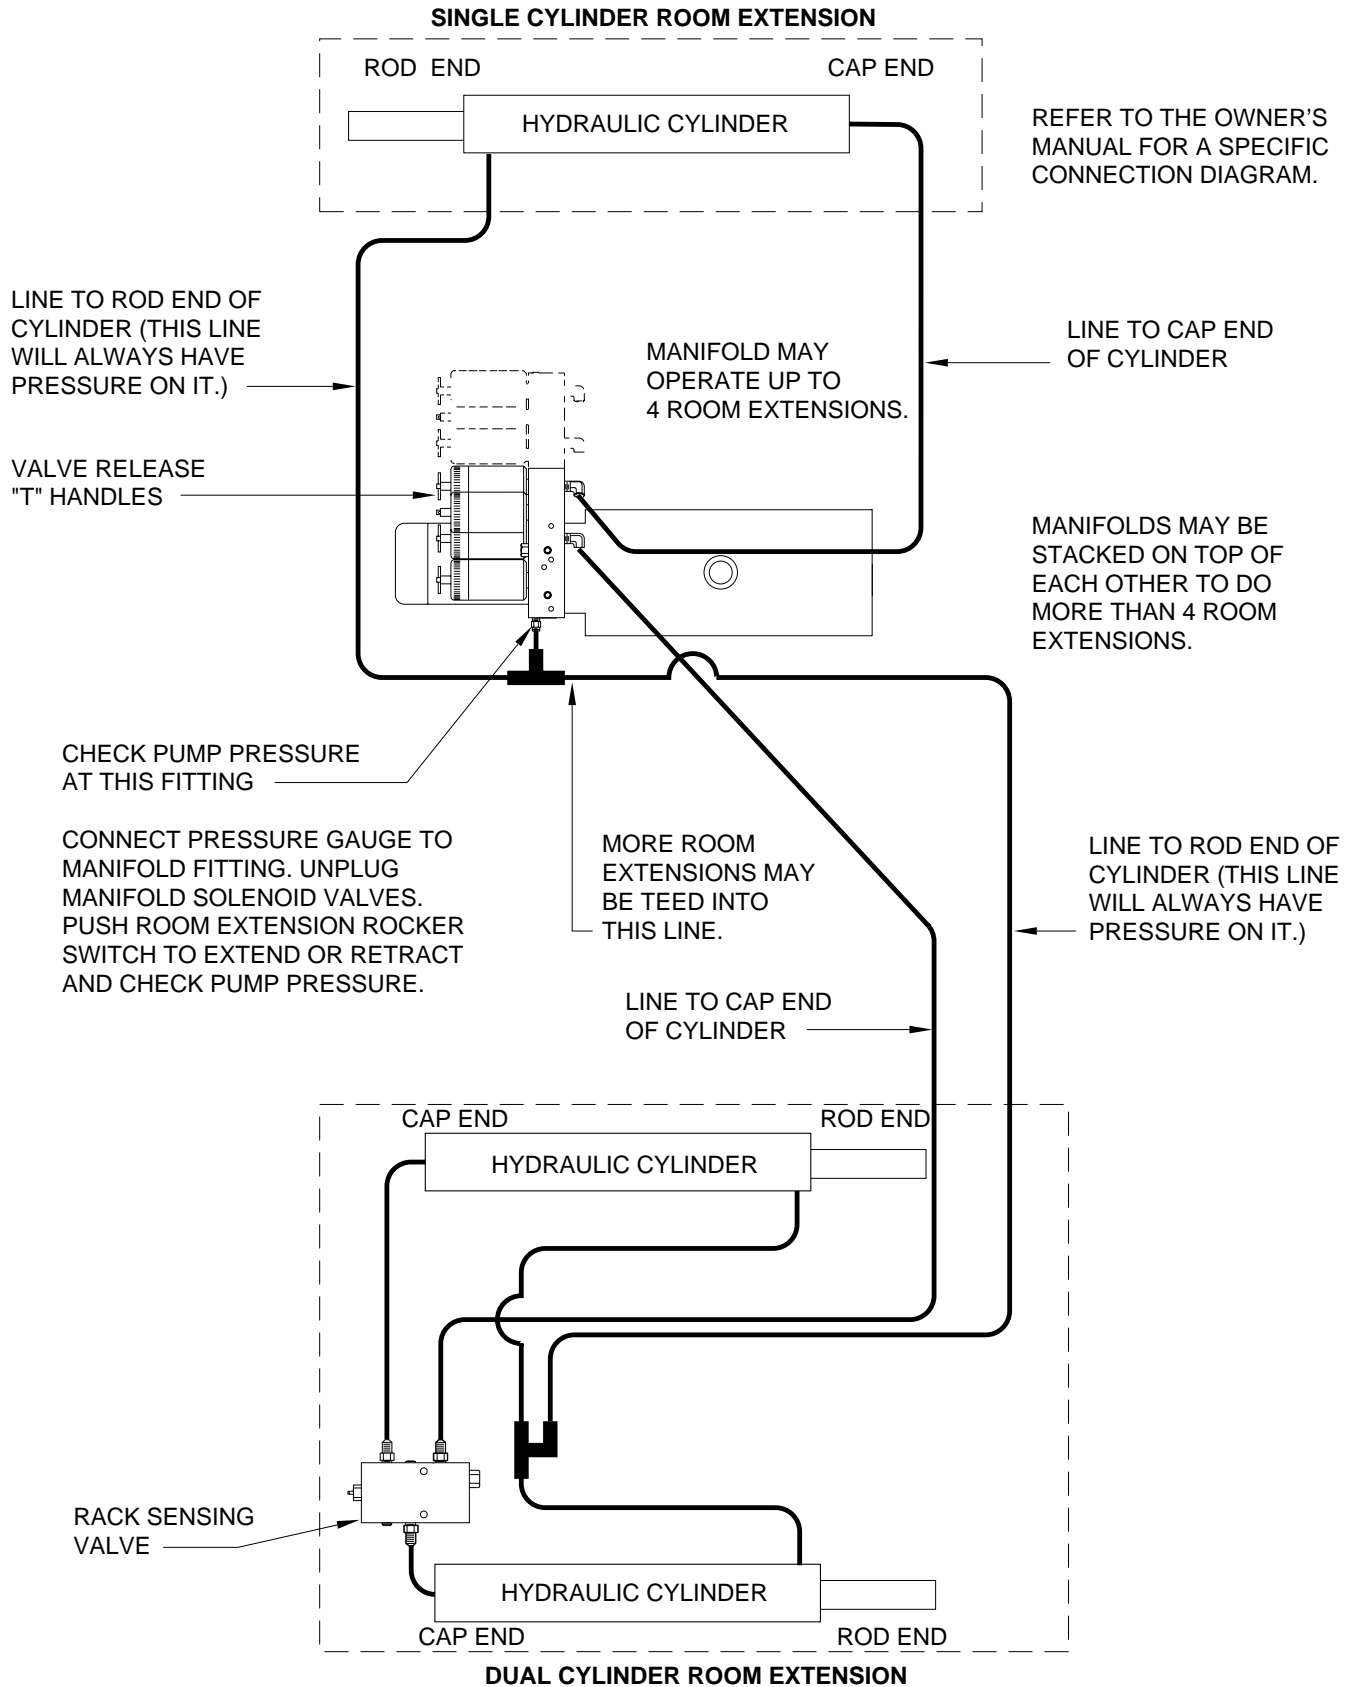 SINGLE CYLINDER ROOM EXTENSION
ROD END
CAP END
HYDRAULIC CYLINDER
REFER TO THE OWNER'S
MANUAL FOR A SPECIFIC
CONNECTION DIAGRAM.
LINE TO ROD END OF
CYLINDER (THIS LINE
WILL ALWAYS HAVE
PRESSURE ON IT.)
MANIFOLD MAY
OPERATE UP TO
4 ROOM EXTENSIONS.
LINE TO CAP END
OF CYLINDER
VALVE RELEASE
"T" HANDLES
MANIFOLDS MAY BE
STACKED ON TOP OF
EACH OTHER TO DO
MORE THAN 4 ROOM
EXTENSIONS.
CHECK PUMP PRESSURE
AT THIS FITTING
CONNECT PRESSURE GAUGE TO
MANIFOLD FITTING. UNPLUG
MANIFOLD SOLENOID VALVES.
PUSH ROOM EXTENSION ROCKER
SWITCH TO EXTEND OR RETRACT
AND CHECK PUMP PRESSURE.
MORE ROOM
EXTENSIONS MAY
BE TEED INTO
THIS LINE.
LINE TO ROD END OF
CYLINDER (THIS LINE
WILL ALWAYS HAVE
PRESSURE ON IT.)
LINE TO CAP END
OF CYLINDER
CAP END
ROD END
HYDRAULIC CYLINDER
RACK SENSING
VALVE
HYDRAULIC CYLINDER
CAP END
ROD END
DUAL CYLINDER ROOM EXTENSION